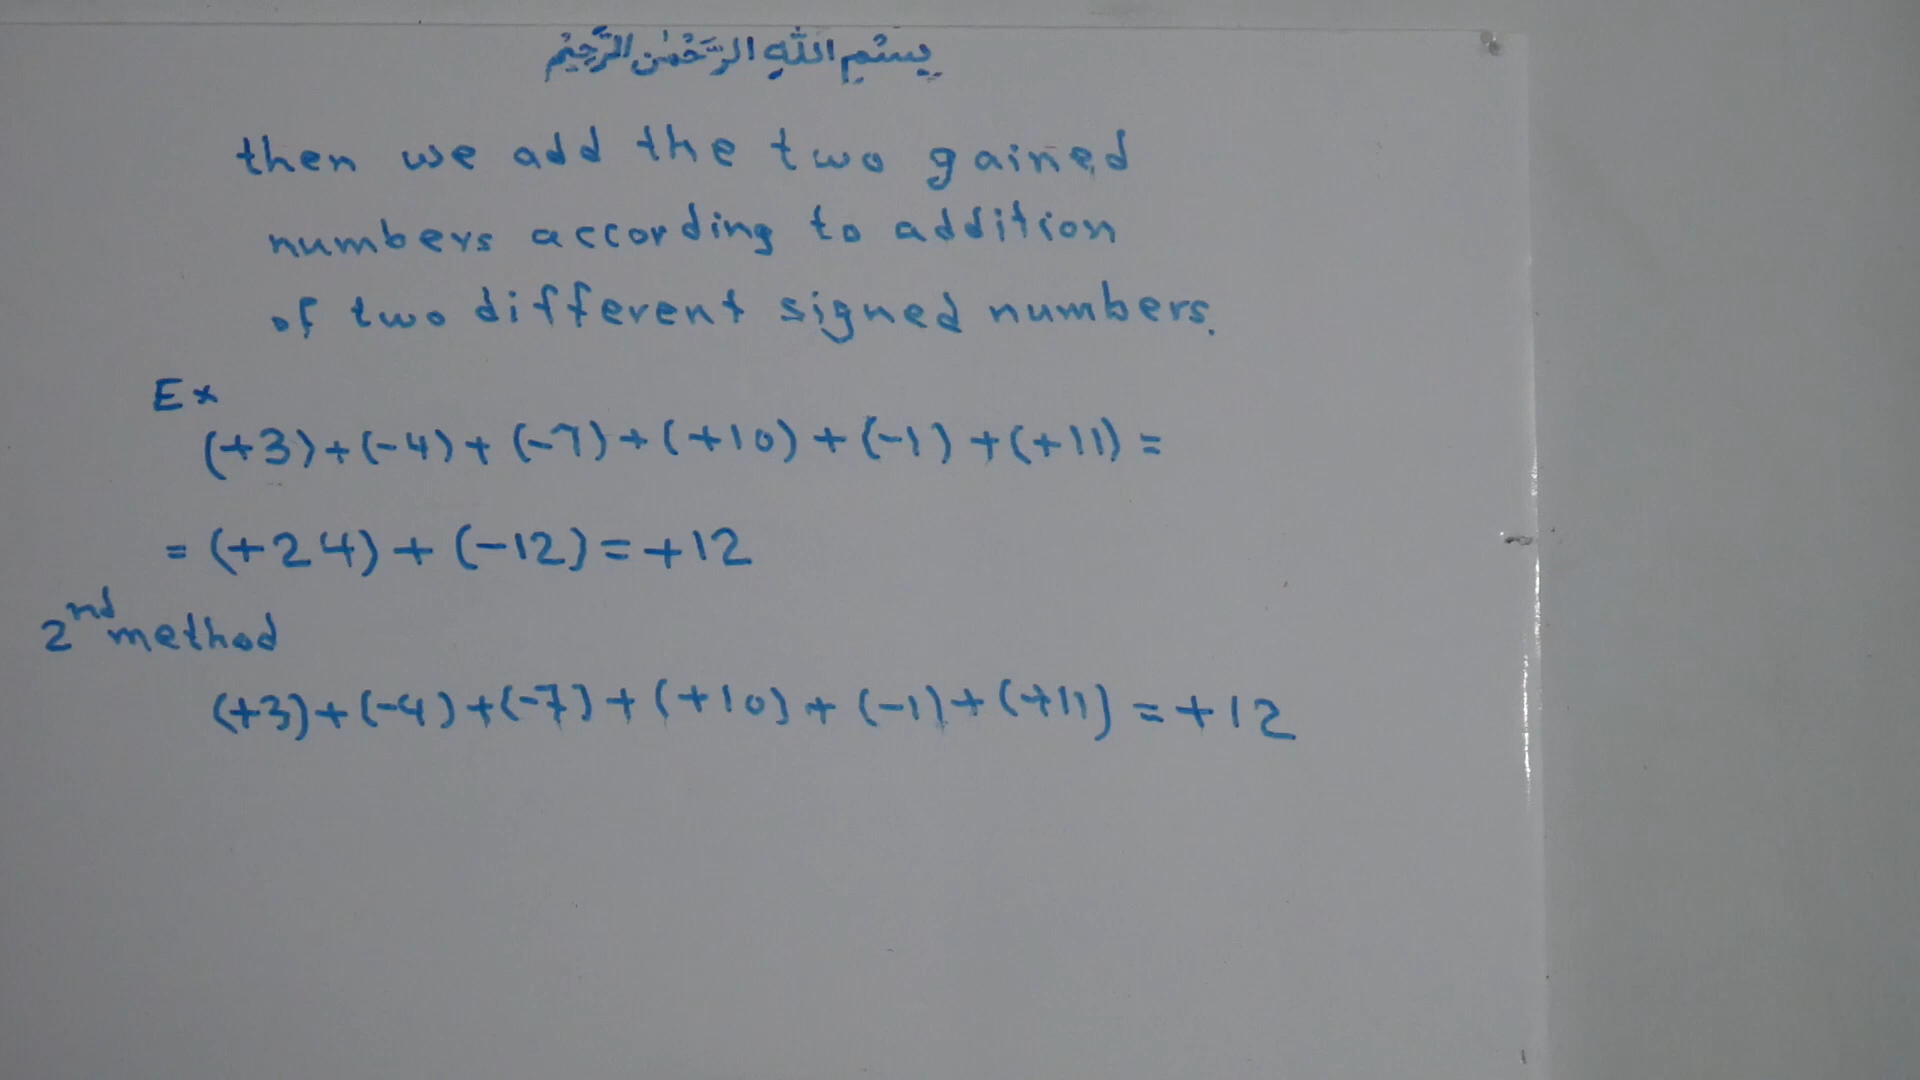 بِسْمِ اللهِ الرَّحْمٰنِ الرَّحِيْمِ
then we add the two gained
numbers according to addition
of two different signed numbers.
Ex
(+3)+(-4)+(-7)+(+10)+(-1)+(+11)=
=(+24)+(-12)=+12
2nd method
(+3)+(-4)+(-7)+(+10)+(-1)+(+11)=+12